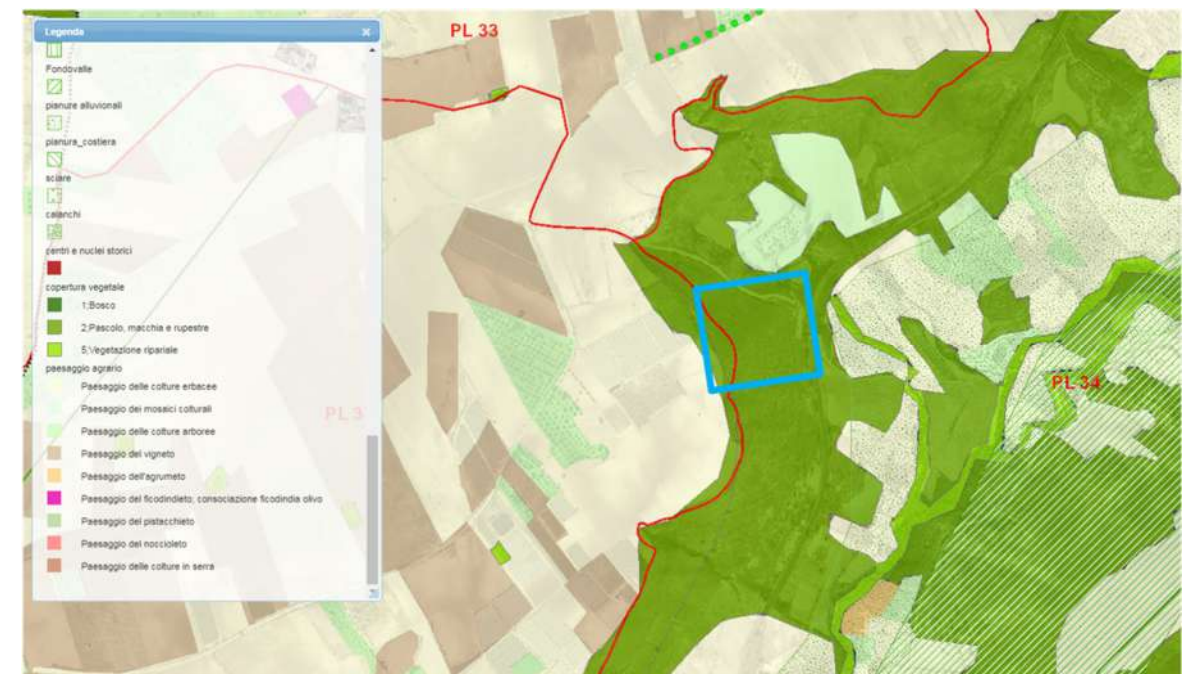 Legenda
Fondovalle
pianure alluvionali
pianura_costiera
sciare
calanchi
centri e nuclei storici
copertura vegetale
1;Bosco
2;Pascolo, macchia e rupestre
5;Vegetazione ripariale
paesaggio agrario
Paesaggio delle colture erbacee
Paesaggio dei mosaici colturali
Paesaggio delle colture arboree
Paesaggio del vigneto
Paesaggio dell'agrumeto
Paesaggio del ficodindieto; consociazione ficodindia olivo
Paesaggio del pistacchieto
Paesaggio del noccioleto
Paesaggio delle colture in serra
PL 3
PL 33
PL 34